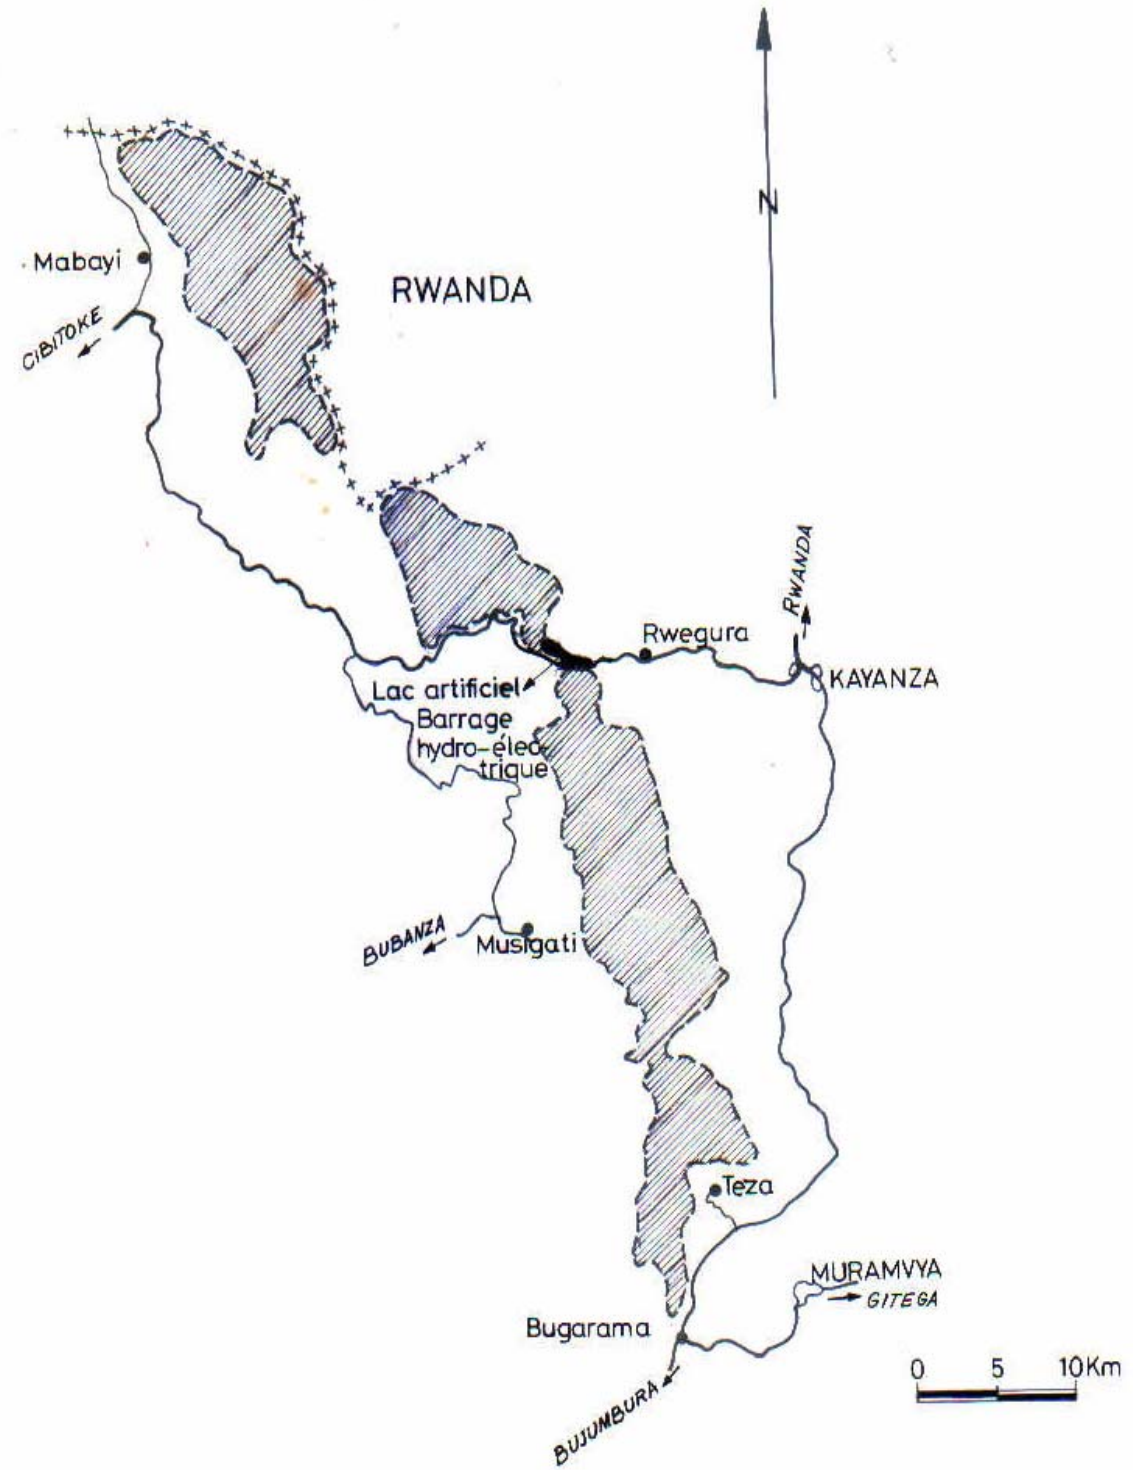 N
Mabayi
RWANDA
CIBITOKE
RWANDA
Rwegura
KAYANZA
Lac artificiel
Barrage
hydro-élec-
trique
BUBANZA
Musigati
Teza
MURAMVYA
GITEGA
Bugarama
BUJUMBURA
0 5 10Km